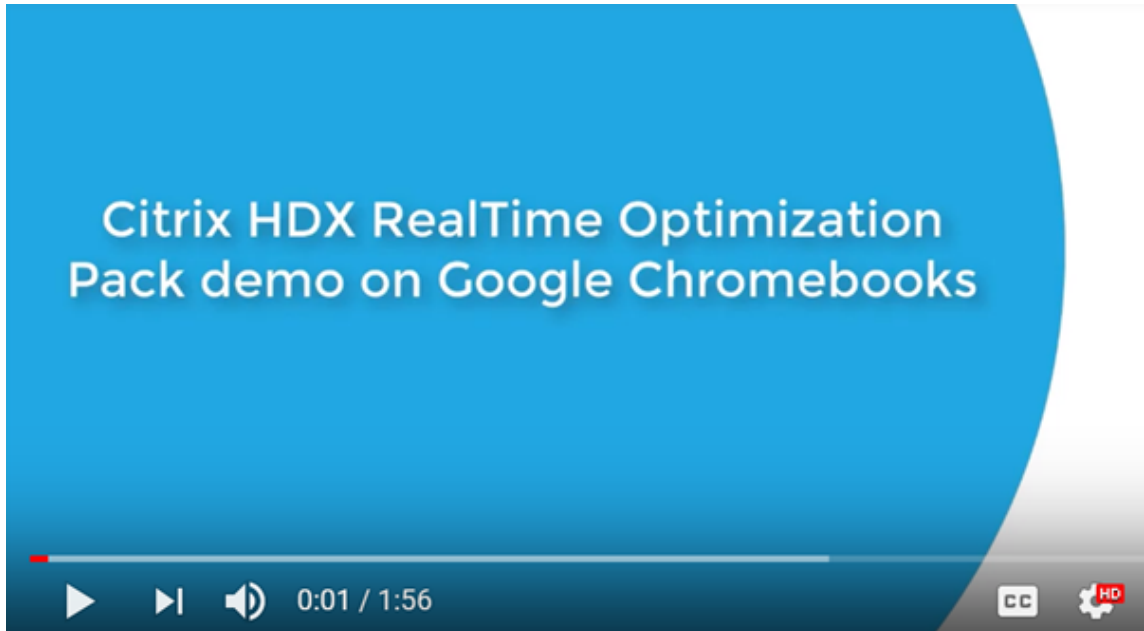 Citrix HDX RealTime Optimization
Pack demo on Google Chromebooks
0:01 / 1:56
CC
HD